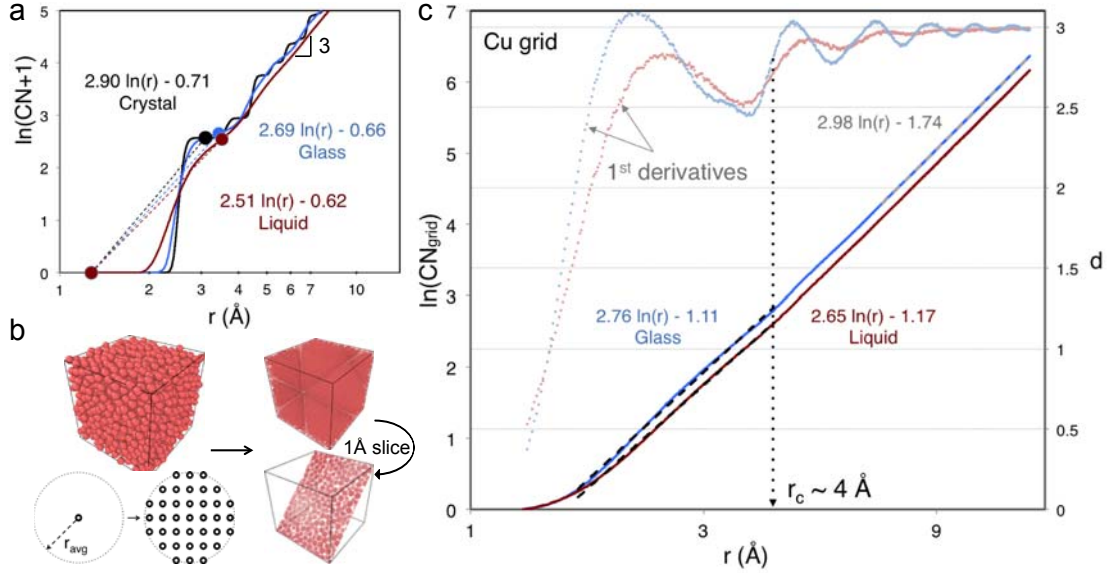 a
ln(CN+1)
5
4
3
2
1
0
3
2.90 ln(r) - 0.71
Crystal
2.69 ln(r) - 0.66
Glass
2.51 ln(r) - 0.62
Liquid
1
2
3
4
5
6
7
10
r (Å)
b
1Å slice
r_avg
c
Cu grid
ln(CN_grid)
7
6
5
4
3
2
1
0
1st derivatives
2.98 ln(r) - 1.74
2.76 ln(r) - 1.11
Glass
2.65 ln(r) - 1.17
Liquid
r_c ~ 4 Å
3
2.5
2
1.5
1
0.5
0
d
1
3
9
r (Å)